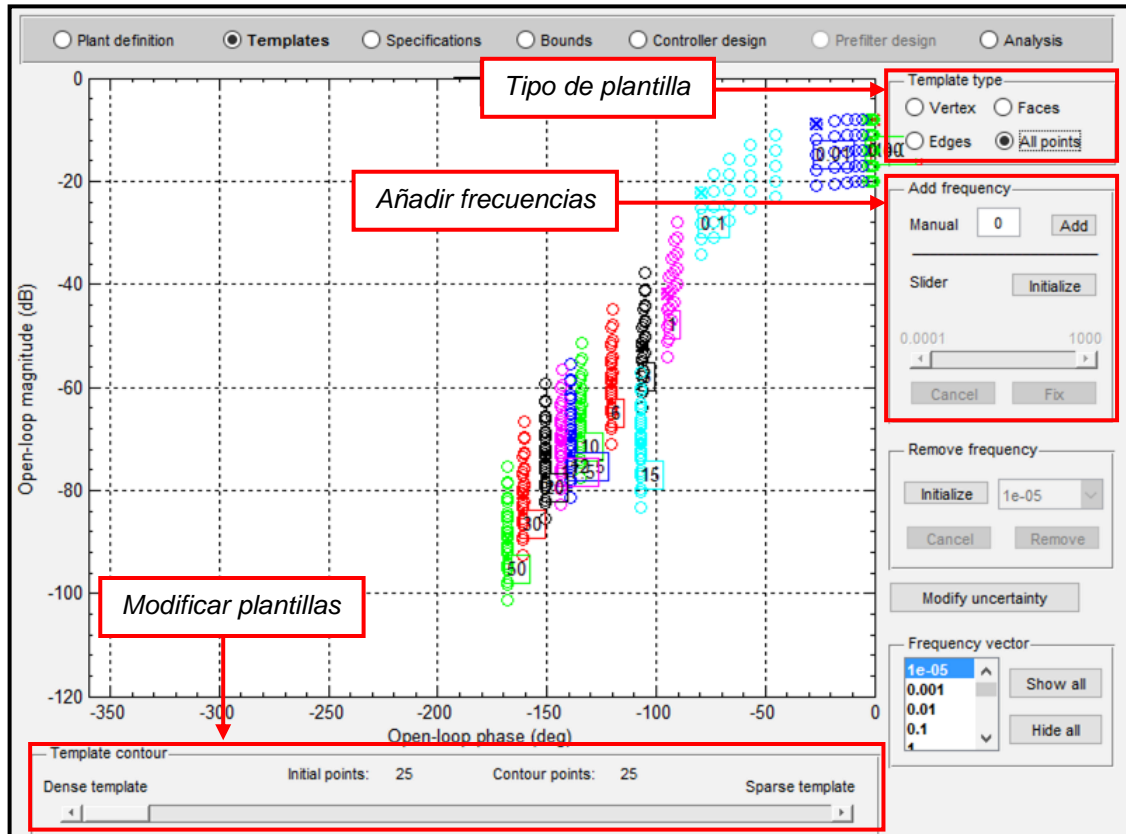 Plant definition Templates Specifications Bounds Controller design Prefilter design Analysis
Tipo de plantilla
Template type
Vertex Faces
Edges All points
Añadir frecuencias
Add frequency
Manual 0 Add
Slider Initialize
0.0001 1000
Cancel Fix
Remove frequency
Initialize 1e-05
Cancel Remove
Modify uncertainty
Frequency vector
1e-05
0.001
0.01
0.1
1
Show all
Hide all
Open-loop magnitude (dB)
0
-20
-40
-60
-80
-100
-120
0.01
0.1
1
6
10
15
20
30
50
Modificar plantillas
-350 -300 -250 -200 -150 -100 -50 0
Open-loop phase (deg)
Template contour
Initial points: 25 Contour points: 25
Dense template Sparse template